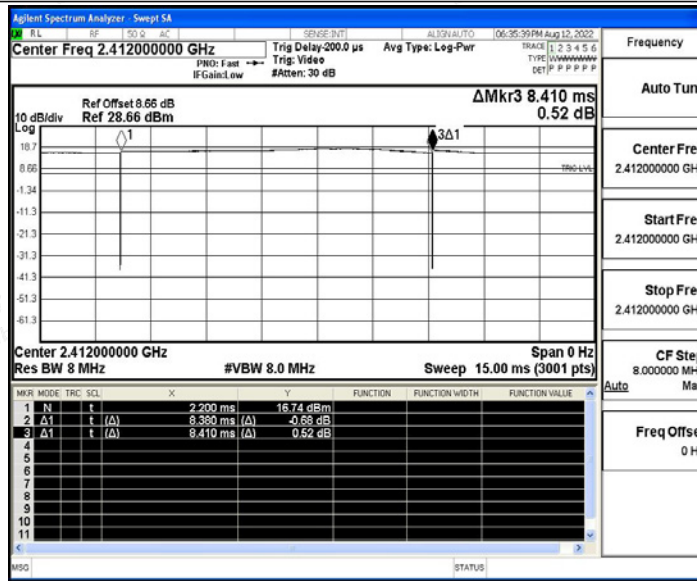 Agilent Spectrum Analyzer - Swept SA
RL RF 50 Ω AC SENSE:INT ALIGN AUTO 06:35:39 PM Aug 12, 2022
Center Freq 2.412000000 GHz
PNO: Fast
IFGain:Low
Trig Delay-200.0 µs
Trig: Video
#Atten: 30 dB
Avg Type: Log-Pwr
TRACE 1 2 3 4 5 6
TYPE WWWWWW
DET P P P P P P
Ref Offset 8.66 dB
Ref 28.66 dBm
10 dB/div
Log
ΔMkr3 8.410 ms
0.52 dB
1
3Δ1
18.7
8.66
TRIG LVL
-1.34
-11.3
-21.3
-31.3
-41.3
-51.3
-61.3
Center 2.412000000 GHz Span 0 Hz
Res BW 8 MHz #VBW 8.0 MHz Sweep 15.00 ms (3001 pts)
MKR MODE TRC SCL X Y FUNCTION FUNCTION WIDTH FUNCTION VALUE
1 N t 2.200 ms 16.74 dBm
2 Δ1 t (Δ) 8.380 ms (Δ) -0.68 dB
3 Δ1 t (Δ) 8.410 ms (Δ) 0.52 dB
4
5
6
7
8
9
10
11
MSG STATUS
Frequency
Auto Tun
Center Fre
2.412000000 GH
Start Fre
2.412000000 GH
Stop Fre
2.412000000 GH
CF Ste
8.000000 MH
Auto Ma
Freq Offse
0 H